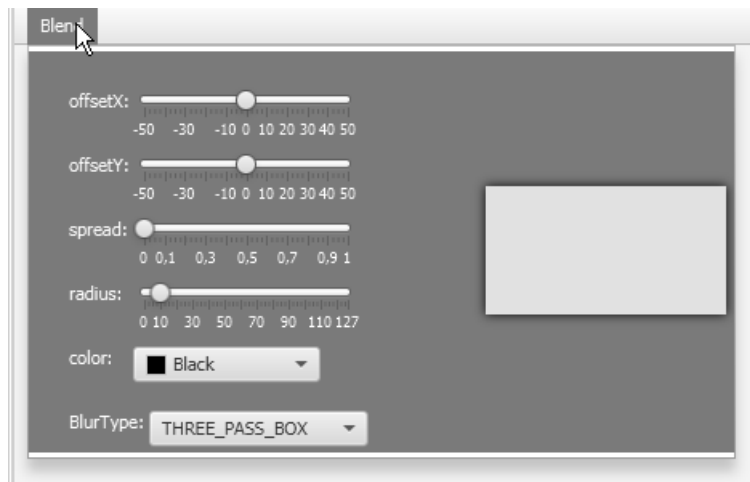 Blend
offsetX:
-50 -30 -10 0 10 20 30 40 50
offsetY:
-50 -30 -10 0 10 20 30 40 50
spread:
0 0,1 0,3 0,5 0,7 0,9 1
radius:
0 10 30 50 70 90 110 127
color: Black
BlurType: THREE_PASS_BOX